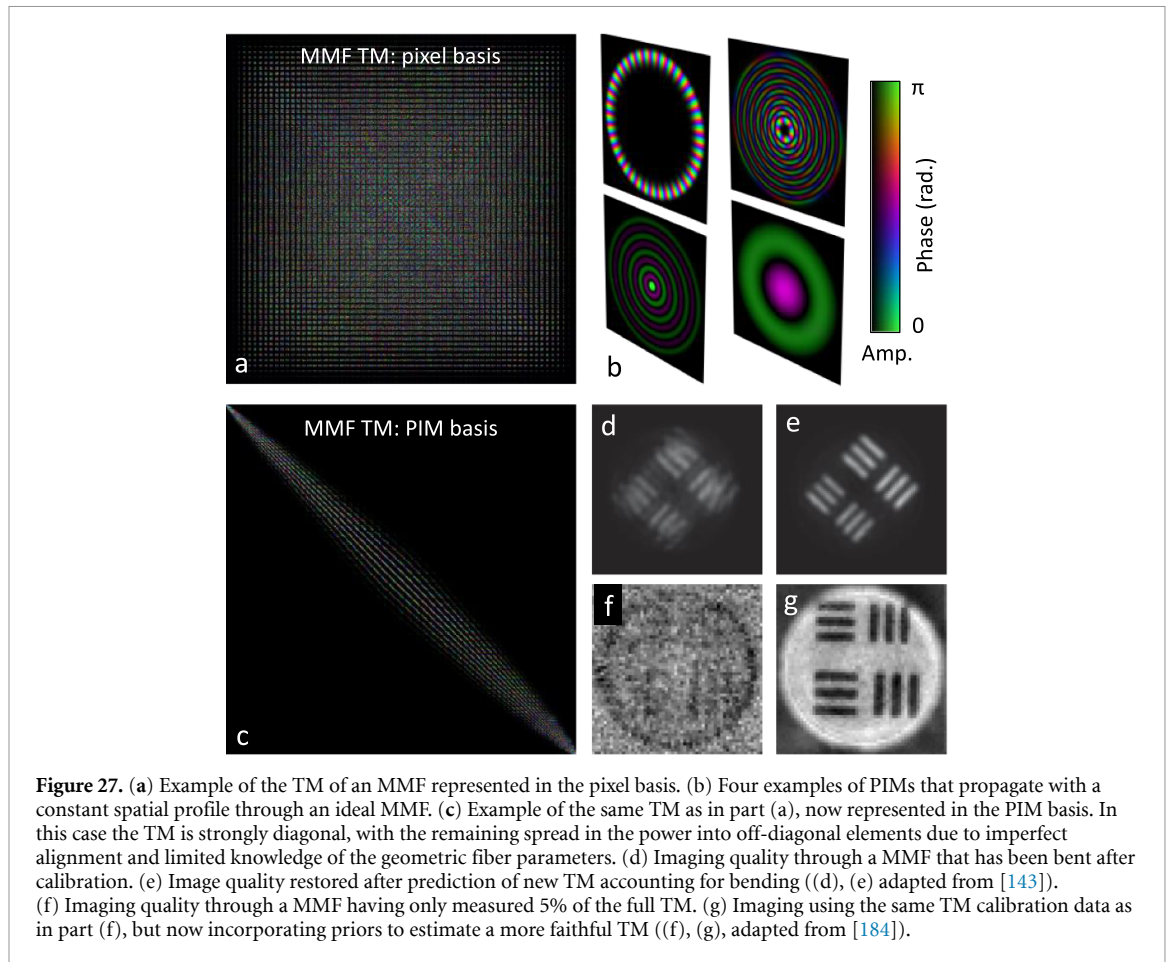 MMF TM: pixel basis
a
b
π
Phase (rad.)
0
Amp.
MMF TM: PIM basis
c
d
e
f
g
Figure 27. (a) Example of the TM of an MMF represented in the pixel basis. (b) Four examples of PIMs that propagate with a
constant spatial profile through an ideal MMF. (c) Example of the same TM as in part (a), now represented in the PIM basis. In
this case the TM is strongly diagonal, with the remaining spread in the power into off-diagonal elements due to imperfect
alignment and limited knowledge of the geometric fiber parameters. (d) Imaging quality through a MMF that has been bent after
calibration. (e) Image quality restored after prediction of new TM accounting for bending ((d), (e) adapted from [143]).
(f) Imaging quality through a MMF having only measured 5% of the full TM. (g) Imaging using the same TM calibration data as
in part (f), but now incorporating priors to estimate a more faithful TM ((f), (g), adapted from [184]).